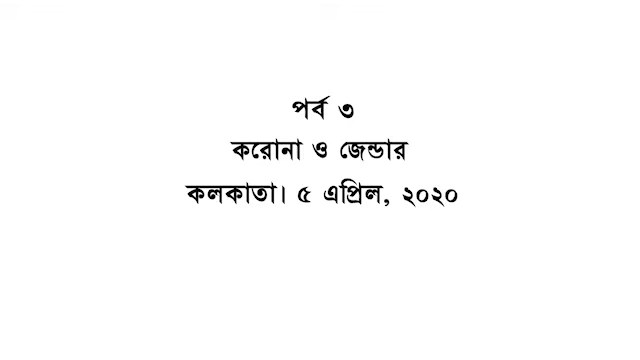 পর্ব ৩
করোনা ও জেন্ডার
কলকাতা। ৫ এপ্রিল, ২০২০